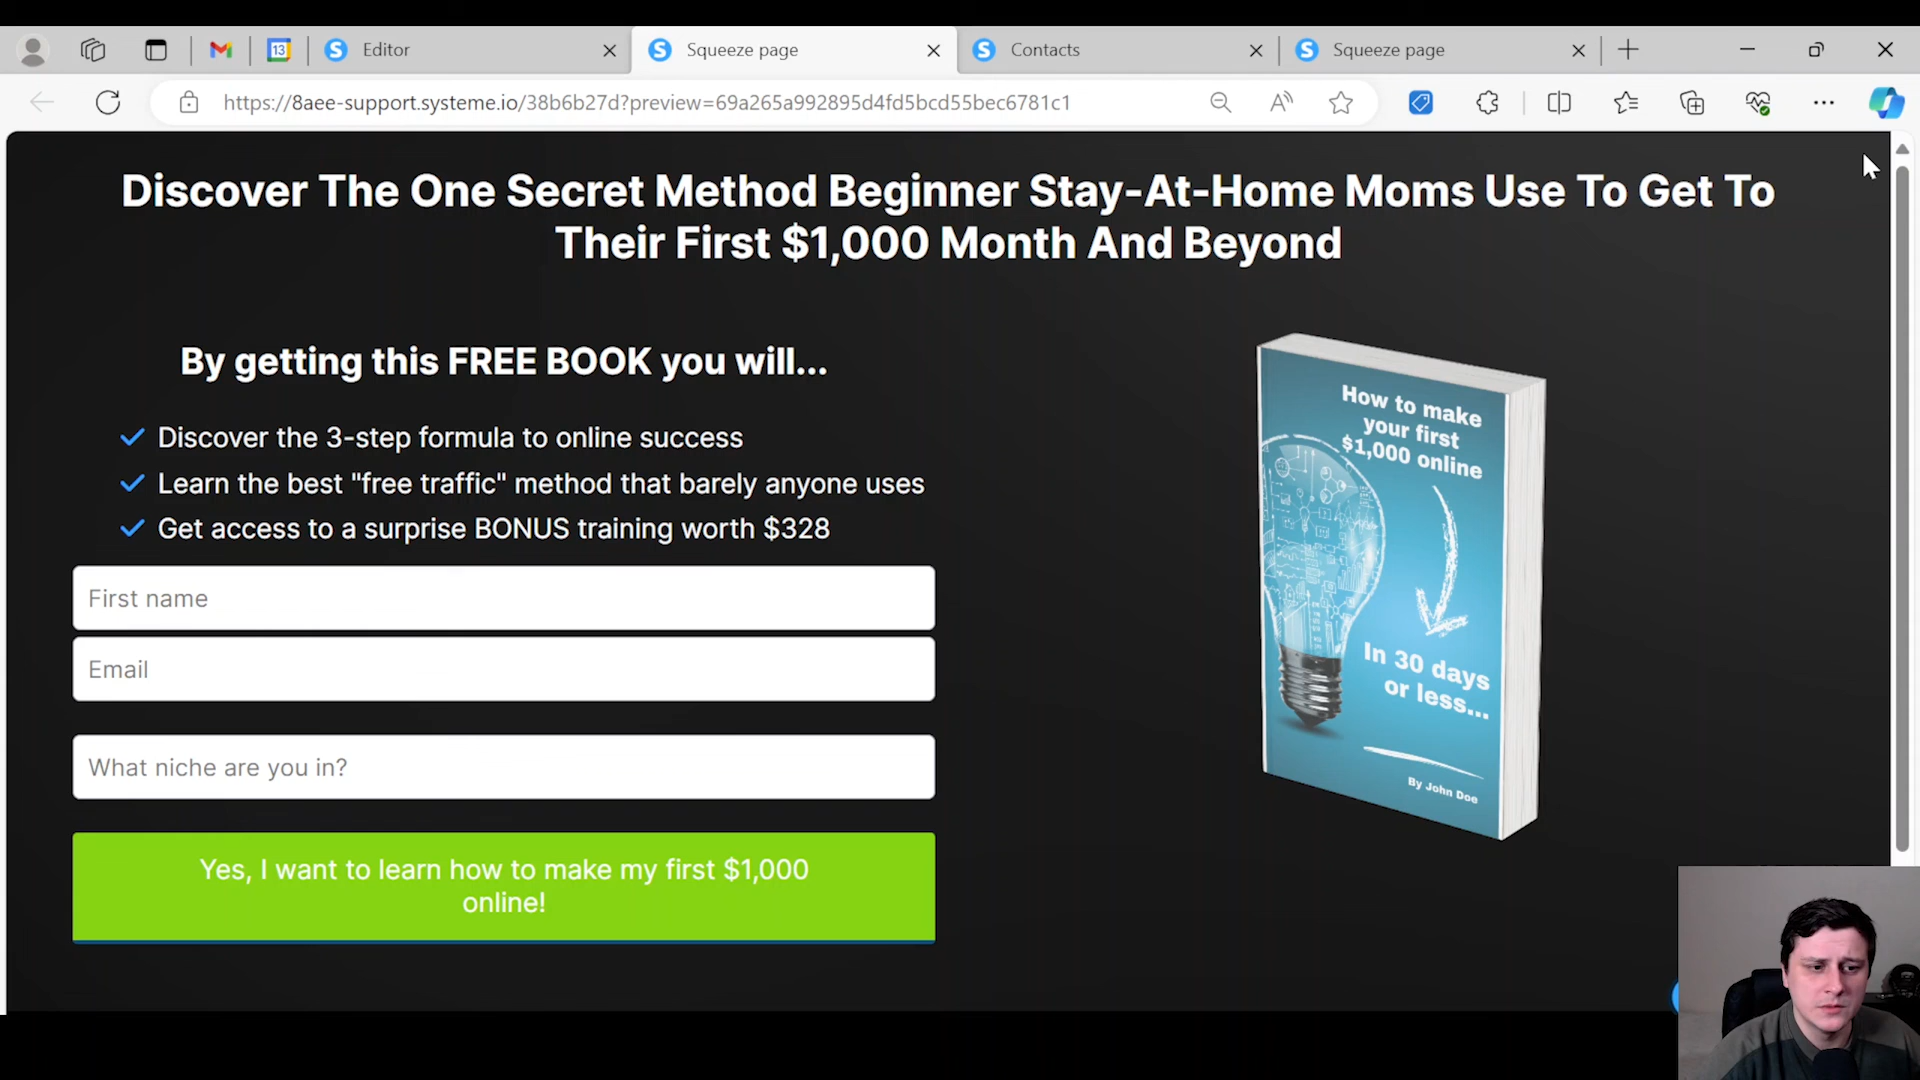 13
Editor
Squeeze page
Contacts
Squeeze page
https://8aee-support.systeme.io/38b6b27d?preview=69a265a992895d4fd5bcd55bec6781c1
Discover The One Secret Method Beginner Stay-At-Home Moms Use To Get To
Their First $1,000 Month And Beyond
By getting this FREE BOOK you will...
Discover the 3-step formula to online success
Learn the best "free traffic" method that barely anyone uses
Get access to a surprise BONUS training worth $328
First name
Email
What niche are you in?
Yes, I want to learn how to make my first $1,000
online!
How to make
your first
$1,000 online
In 30 days
or less...
By John Doe